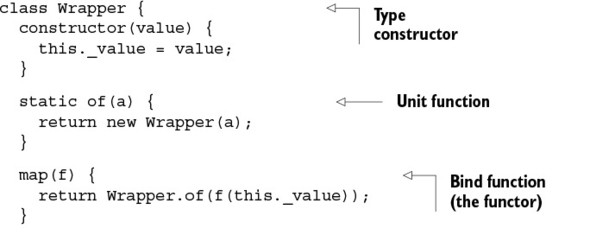 class Wrapper {
  constructor(value) {
    this._value = value;
  }
Type
constructor
  static of(a) {
    return new Wrapper(a);
  }
Unit function
  map(f) {
    return Wrapper.of(f(this._value));
  }
Bind function
(the functor)